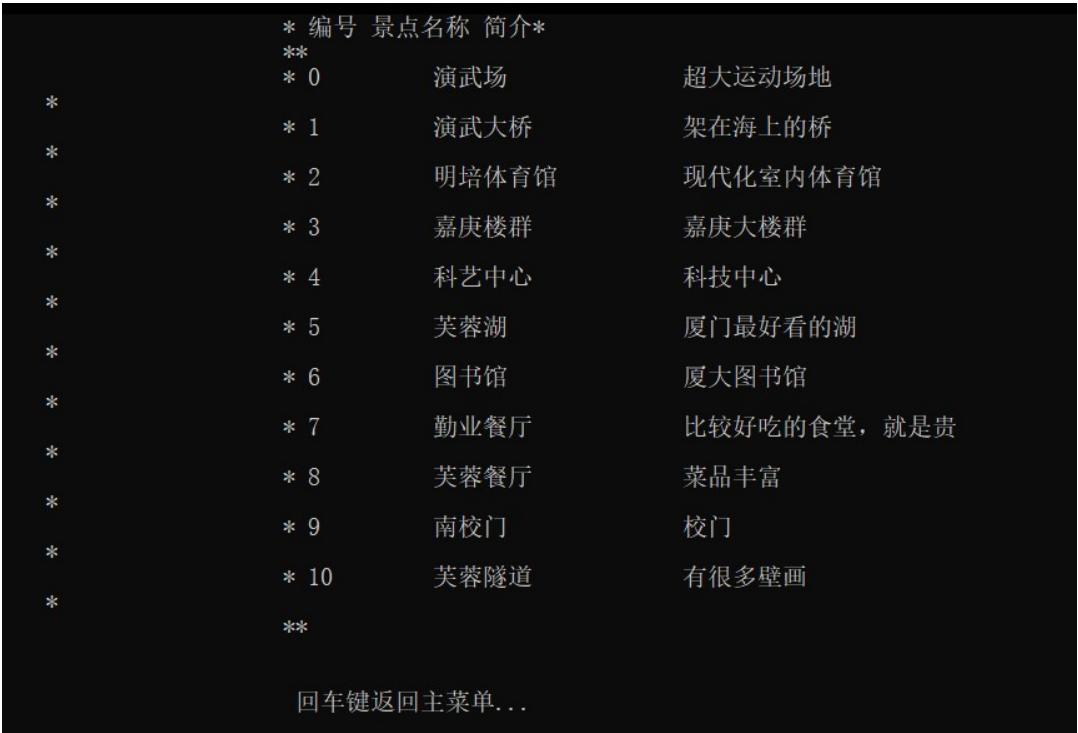 * 编号 景点名称 简介*
**
* 0 演武场 超大运动场地
*
* 1 演武大桥 架在海上的桥
*
* 2 明培体育馆 现代化室内体育馆
*
* 3 嘉庚楼群 嘉庚大楼群
*
* 4 科艺中心 科技中心
*
* 5 芙蓉湖 厦门最好看的湖
*
* 6 图书馆 厦大图书馆
*
* 7 勤业餐厅 比较好吃的食堂，就是贵
*
* 8 芙蓉餐厅 菜品丰富
*
* 9 南校门 校门
*
* 10 芙蓉隧道 有很多壁画
*
**
回车键返回主菜单...